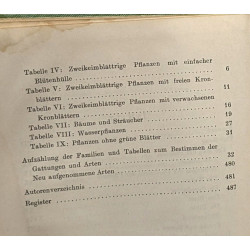 Tabelle IV: Zweikeimblättrige Pflanzen mit einfacher
Blütenhülle . . . . . . . . . . 6
Tabelle V: Zweikeimblättrige Pflanzen mit freien Kron-
blättern . . . . . . . . . . 11
Tabelle VI: Zweikeimblättrige Pflanzen mit verwachsenen
Kronblättern . . . . . . . . . . 19
Tabelle VII: Bäume und Sträucher . . . . . . 27
Tabelle VIII: Wasserpflanzen . . . . . . . . 31
Tabelle IX: Pflanzen ohne grüne Blätter . . . . .
Aufzählung der Familien und Tabellen zum Bestimmen der
Gattungen und Arten . . . . . . . . 32
Neu aufgenommene Arten . . . . . . . . 480
Autorenverzeichnis . . . . . . . . . . 481
Register . . . . . . . . . . 487